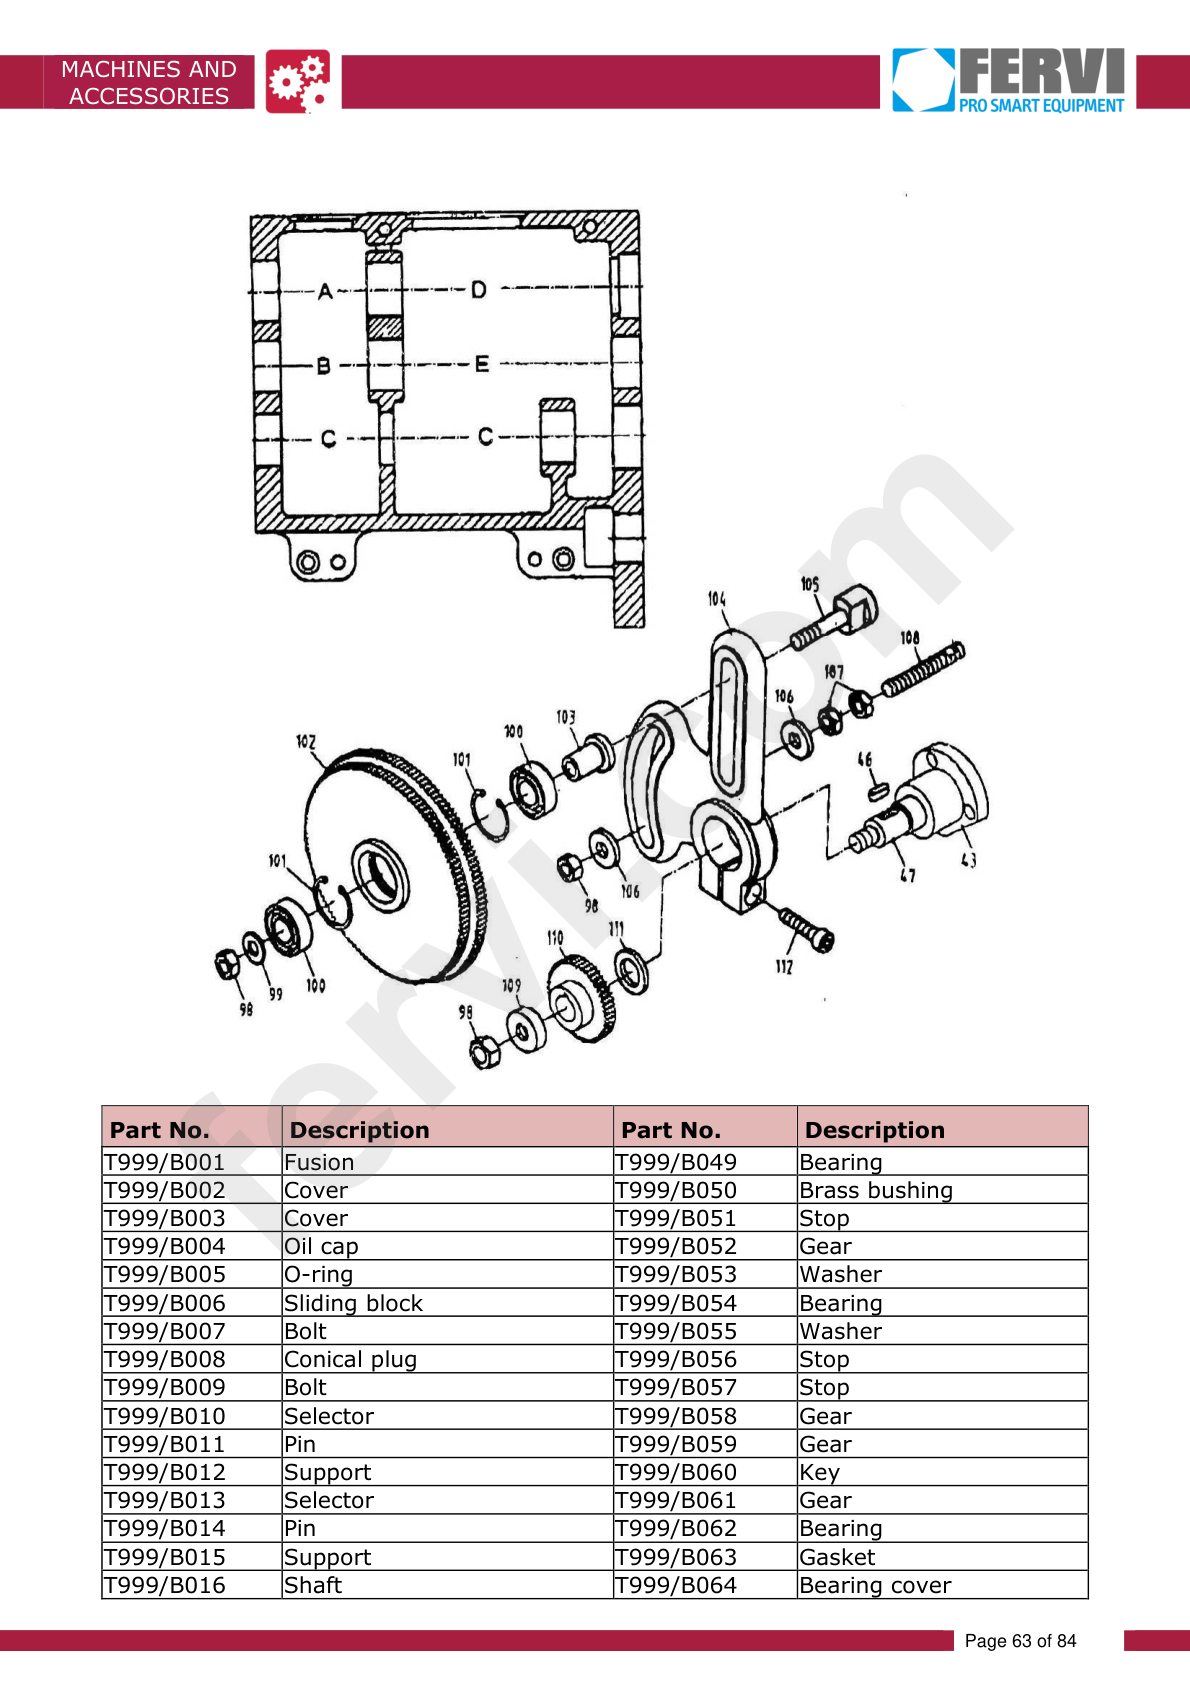 MACHINES AND
ACCESSORIES
FERVI
PRO SMART EQUIPMENT
A D
B E
C C
105
104
108
107
106
103
100
102
101
46
101
47
43
106
98
111
110
112
100
99
98
109
98
fervi.com
Part No. Description Part No. Description
T999/B001 Fusion T999/B049 Bearing
T999/B002 Cover T999/B050 Brass bushing
T999/B003 Cover T999/B051 Stop
T999/B004 Oil cap T999/B052 Gear
T999/B005 O-ring T999/B053 Washer
T999/B006 Sliding block T999/B054 Bearing
T999/B007 Bolt T999/B055 Washer
T999/B008 Conical plug T999/B056 Stop
T999/B009 Bolt T999/B057 Stop
T999/B010 Selector T999/B058 Gear
T999/B011 Pin T999/B059 Gear
T999/B012 Support T999/B060 Key
T999/B013 Selector T999/B061 Gear
T999/B014 Pin T999/B062 Bearing
T999/B015 Support T999/B063 Gasket
T999/B016 Shaft T999/B064 Bearing cover
Page 63 of 84